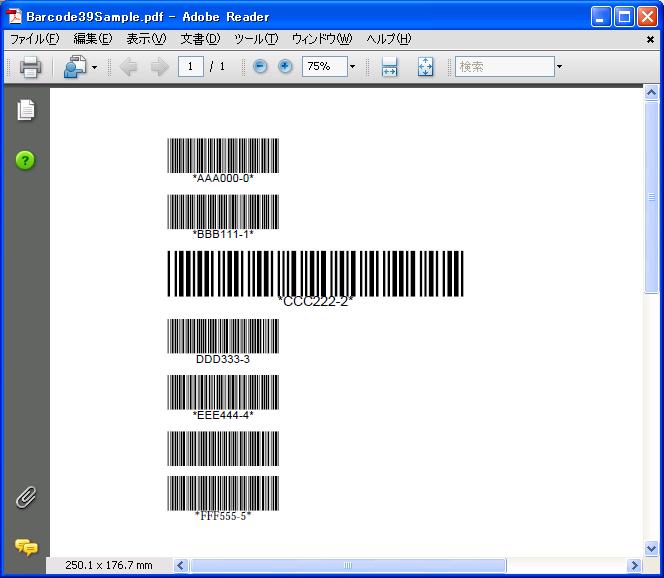 Barcode39Sample.pdf - Adobe Reader
ファイル(F) 編集(E) 表示(V) 文書(D) ツール(T) ウィンドウ(W) ヘルプ(H)
1 / 1 75% 検索
*AAA000-0*
*BBB111-1*
*CCC222-2*
DDD333-3
*EEE444-4*
*FFF555-5*
250.1 x 176.7 mm